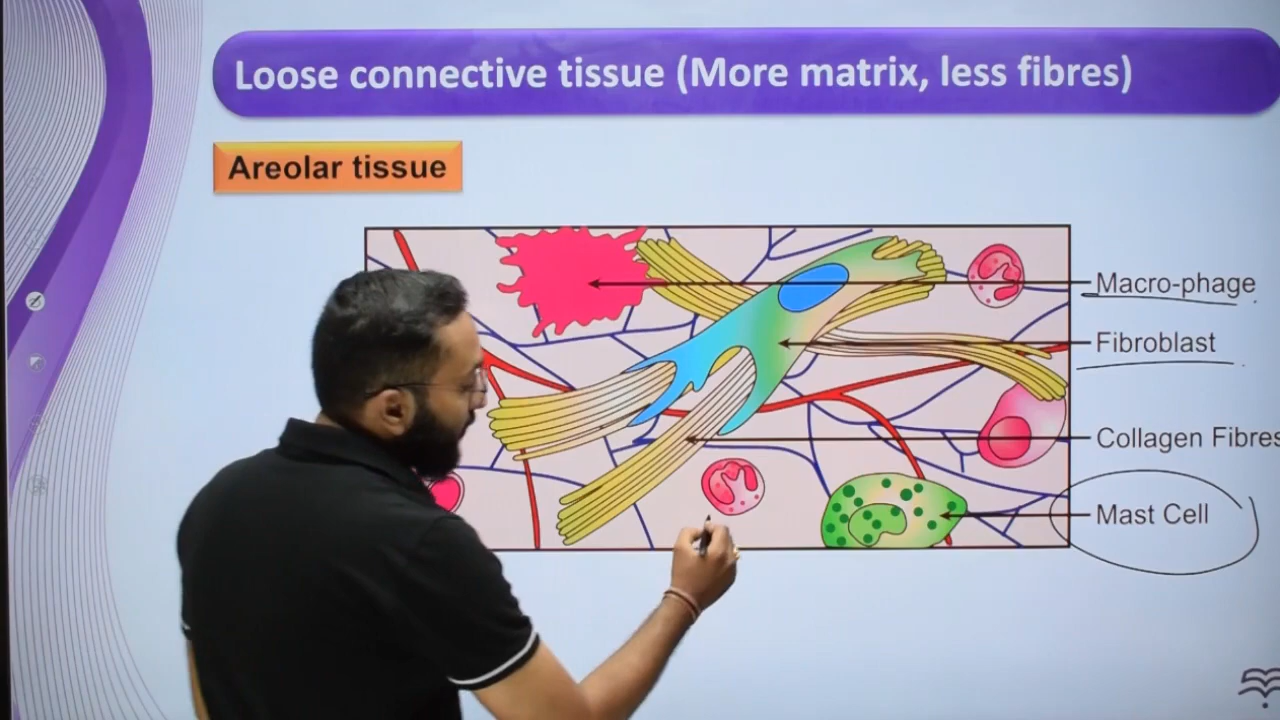 Loose connective tissue (More matrix, less fibres)
Areolar tissue
Macro-phage
Fibroblast
Collagen Fibres
Mast Cell